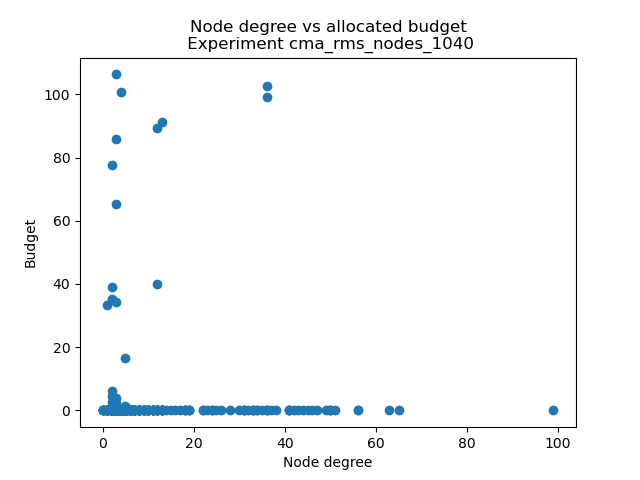 Node degree vs allocated budget
Experiment cma_rms_nodes_1040
100
80
60
40
20
0
Budget
0 20 40 60 80 100
Node degree